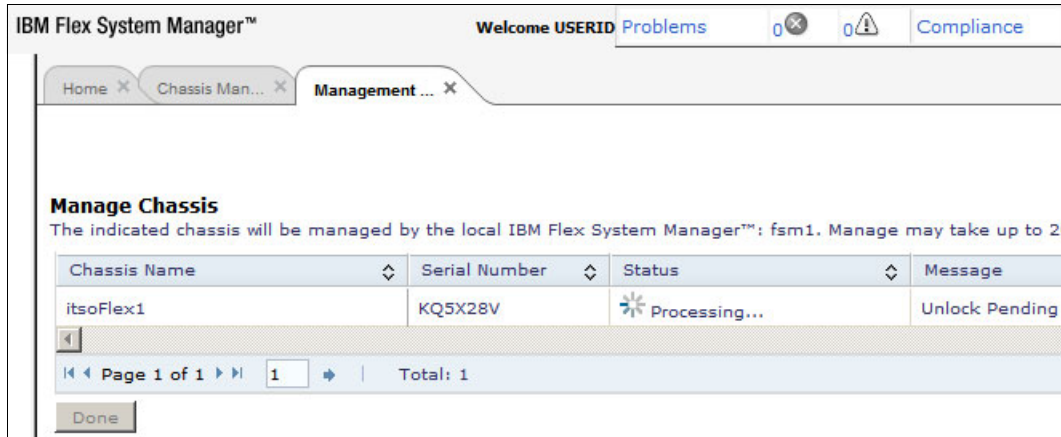 IBM Flex System Manager™ Welcome USERID Problems 0 0 Compliance
Home Chassis Man... Management ...
Manage Chassis
The indicated chassis will be managed by the local IBM Flex System Manager™: fsm1. Manage may take up to 2
Chassis Name Serial Number Status Message
itsoFlex1 KQ5X28V Processing... Unlock Pending
Page 1 of 1 1 Total: 1
Done